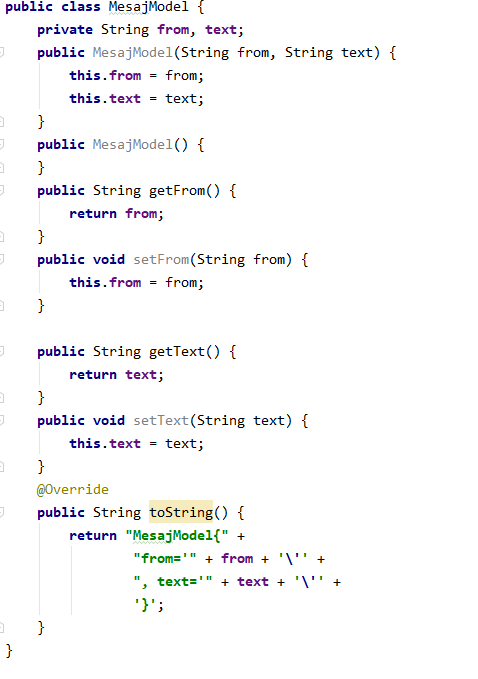 public class MesajModel {
    private String from, text;
    public MesajModel(String from, String text) {
        this.from = from;
        this.text = text;
    }
    public MesajModel() {
    }
    public String getFrom() {
        return from;
    }
    public void setFrom(String from) {
        this.from = from;
    }

    public String getText() {
        return text;
    }
    public void setText(String text) {
        this.text = text;
    }
    @Override
    public String toString() {
        return "MesajModel{" +
                "from='" + from + '\'' +
                ", text='" + text + '\'' +
                '}';
    }
}